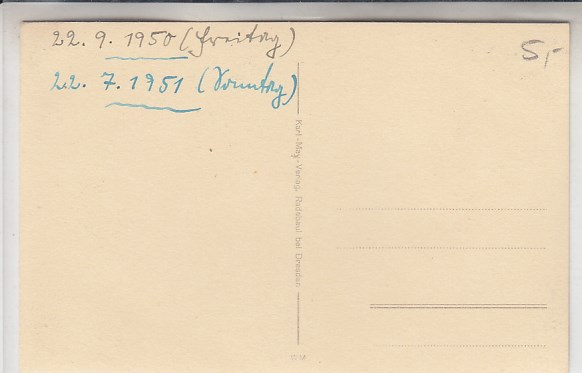 22. 9. 1950 (Freitag)
5,-
22. 7. 1951 (Sonntag)
Karl-May-Verlag, Radebeul bei Dresden